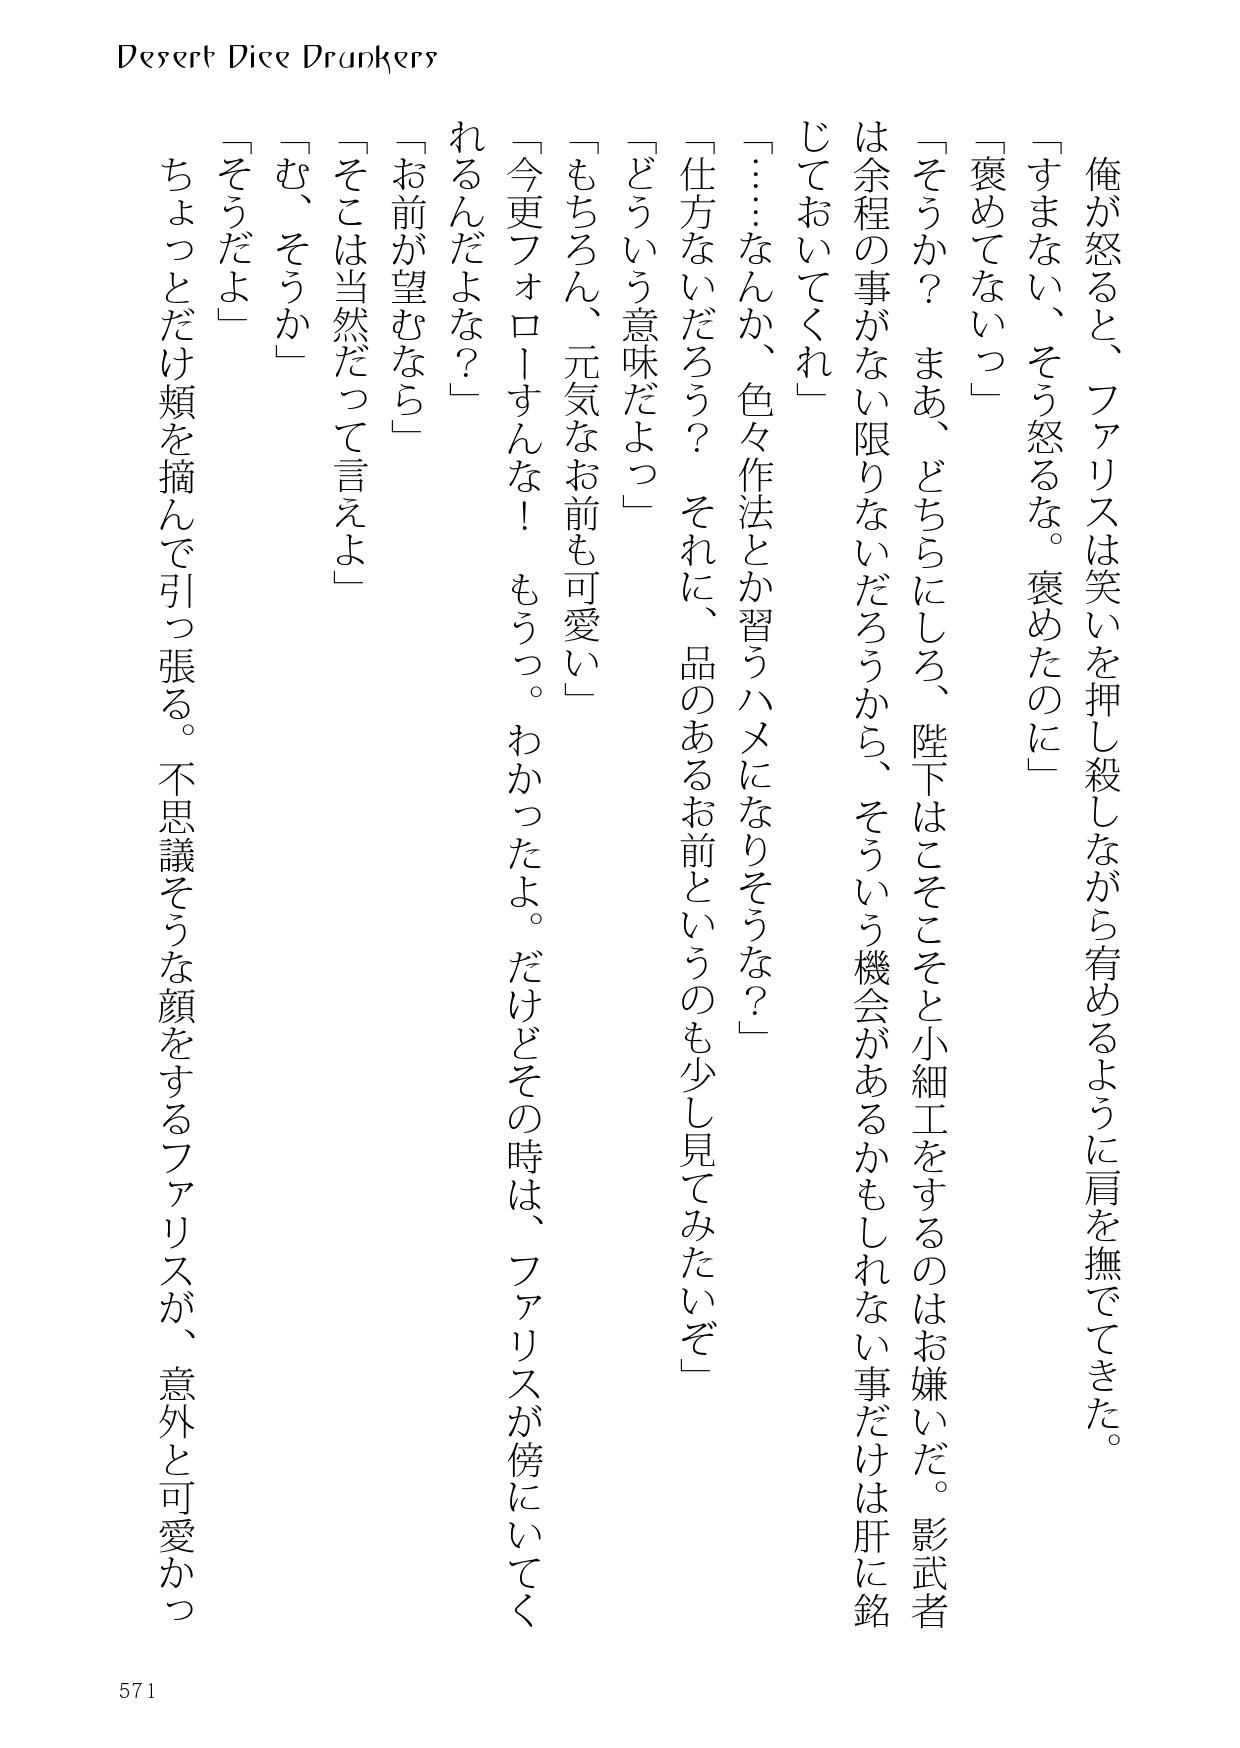 Desert Dice Drunkers
　俺が怒ると、ファリスは笑いを押し殺しながら宥めるように肩を撫でてきた。
「すまない、そう怒るな。褒めたのに」
「褒めてないっ」
「そうか？　まあ、どちらにしろ、陛下はこそこそと小細工をするのはお嫌いだ。影武者
は余程の事がない限りないだろうから、そういう機会があるかもしれない事だけは肝に銘
じておいてくれ」
「……なんか、色々作法とか習うハメになりそうな？」
「仕方ないだろう？　それに、品のあるお前というのも少し見てみたいぞ」
「どういう意味だよっ」
「もちろん、元気なお前も可愛い」
「今更フォローすんな！　もうっ。わかったよ。だけどその時は、ファリスが傍にいてく
れるんだよな？」
「お前が望むなら」
「そこは当然だって言えよ」
「む、そうか」
「そうだよ」
　ちょっとだけ頬を摘んで引っ張る。不思議そうな顔をするファリスが、意外と可愛かっ
571